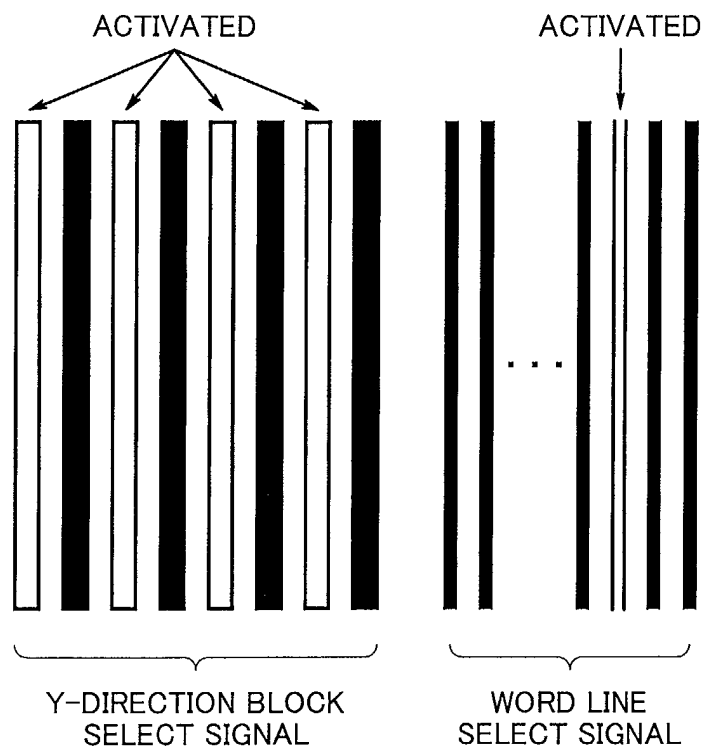 ACTIVATED
ACTIVATED
. . .
Y-DIRECTION BLOCK
SELECT SIGNAL
WORD LINE
SELECT SIGNAL